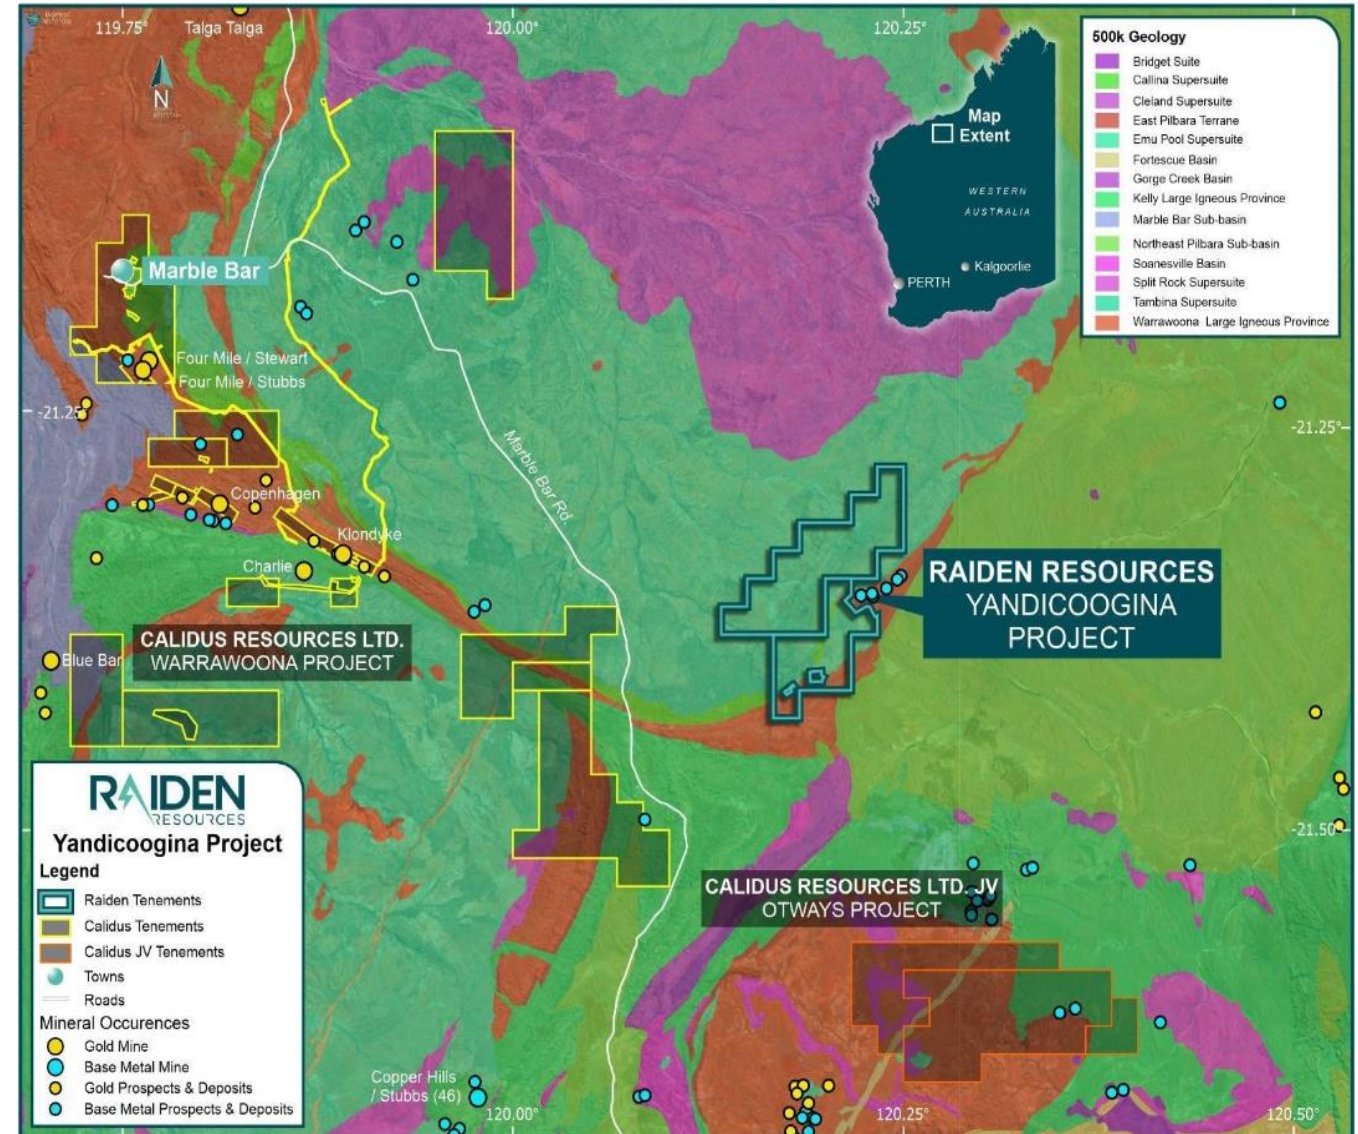 119.75°
Talga Talga
120.00°
120.25°
N
500k Geology
Bridget Suite
Callina Supersuite
Cleland Supersuite
East Pilbara Terrane
Emu Pool Supersuite
Fortescue Basin
Gorge Creek Basin
Kelly Large Igneous Province
Marble Bar Sub-basin
Northeast Pilbara Sub-basin
Soanesville Basin
Split Rock Supersuite
Tambina Supersuite
Warrawoona Large Igneous Province
Map
Extent
WESTERN
AUSTRALIA
Kalgoorlie
PERTH
Marble Bar
Four Mile / Stewart
Four Mile / Stubbs
-21.25°
-21.25°
Marble Bar Rd
Copenhagen
Klondyke
Charlie
RAIDEN RESOURCES
YANDICOOGINA
PROJECT
CALIDUS RESOURCES LTD.
WARRAWOONA PROJECT
Blue Bar
RAIDEN
RESOURCES
Yandicoogina Project
Legend
Raiden Tenements
Calidus Tenements
Calidus JV Tenements
Towns
Roads
Mineral Occurences
Gold Mine
Base Metal Mine
Gold Prospects & Deposits
Base Metal Prospects & Deposits
-21.50°
CALIDUS RESOURCES LTD. JV
OTWAYS PROJECT
Copper Hills
/ Stubbs (46)
120.00°
120.25°
120.50°